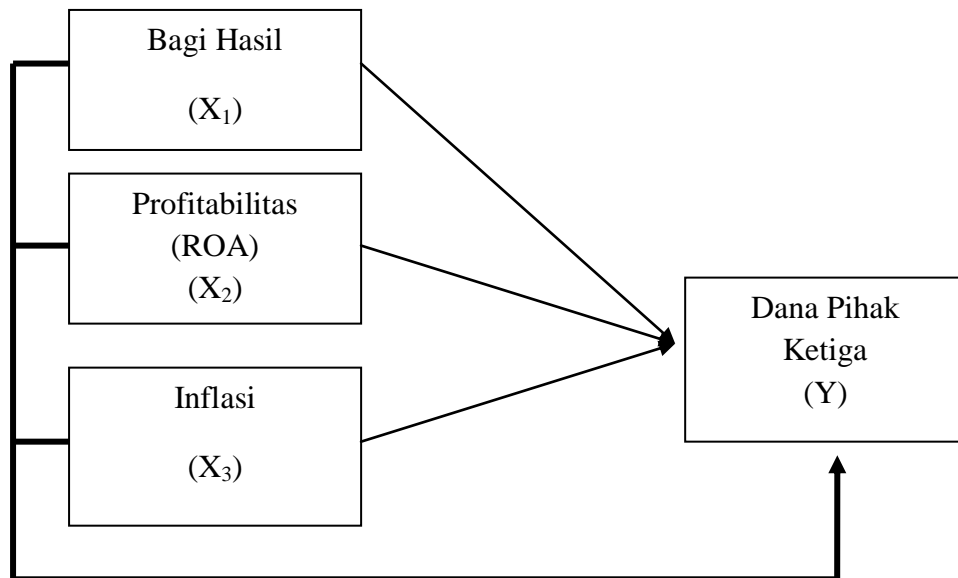 Bagi Hasil
(X₁)
Profitabilitas
(ROA)
(X₂)
Inflasi
(X₃)
Dana Pihak
Ketiga
(Y)